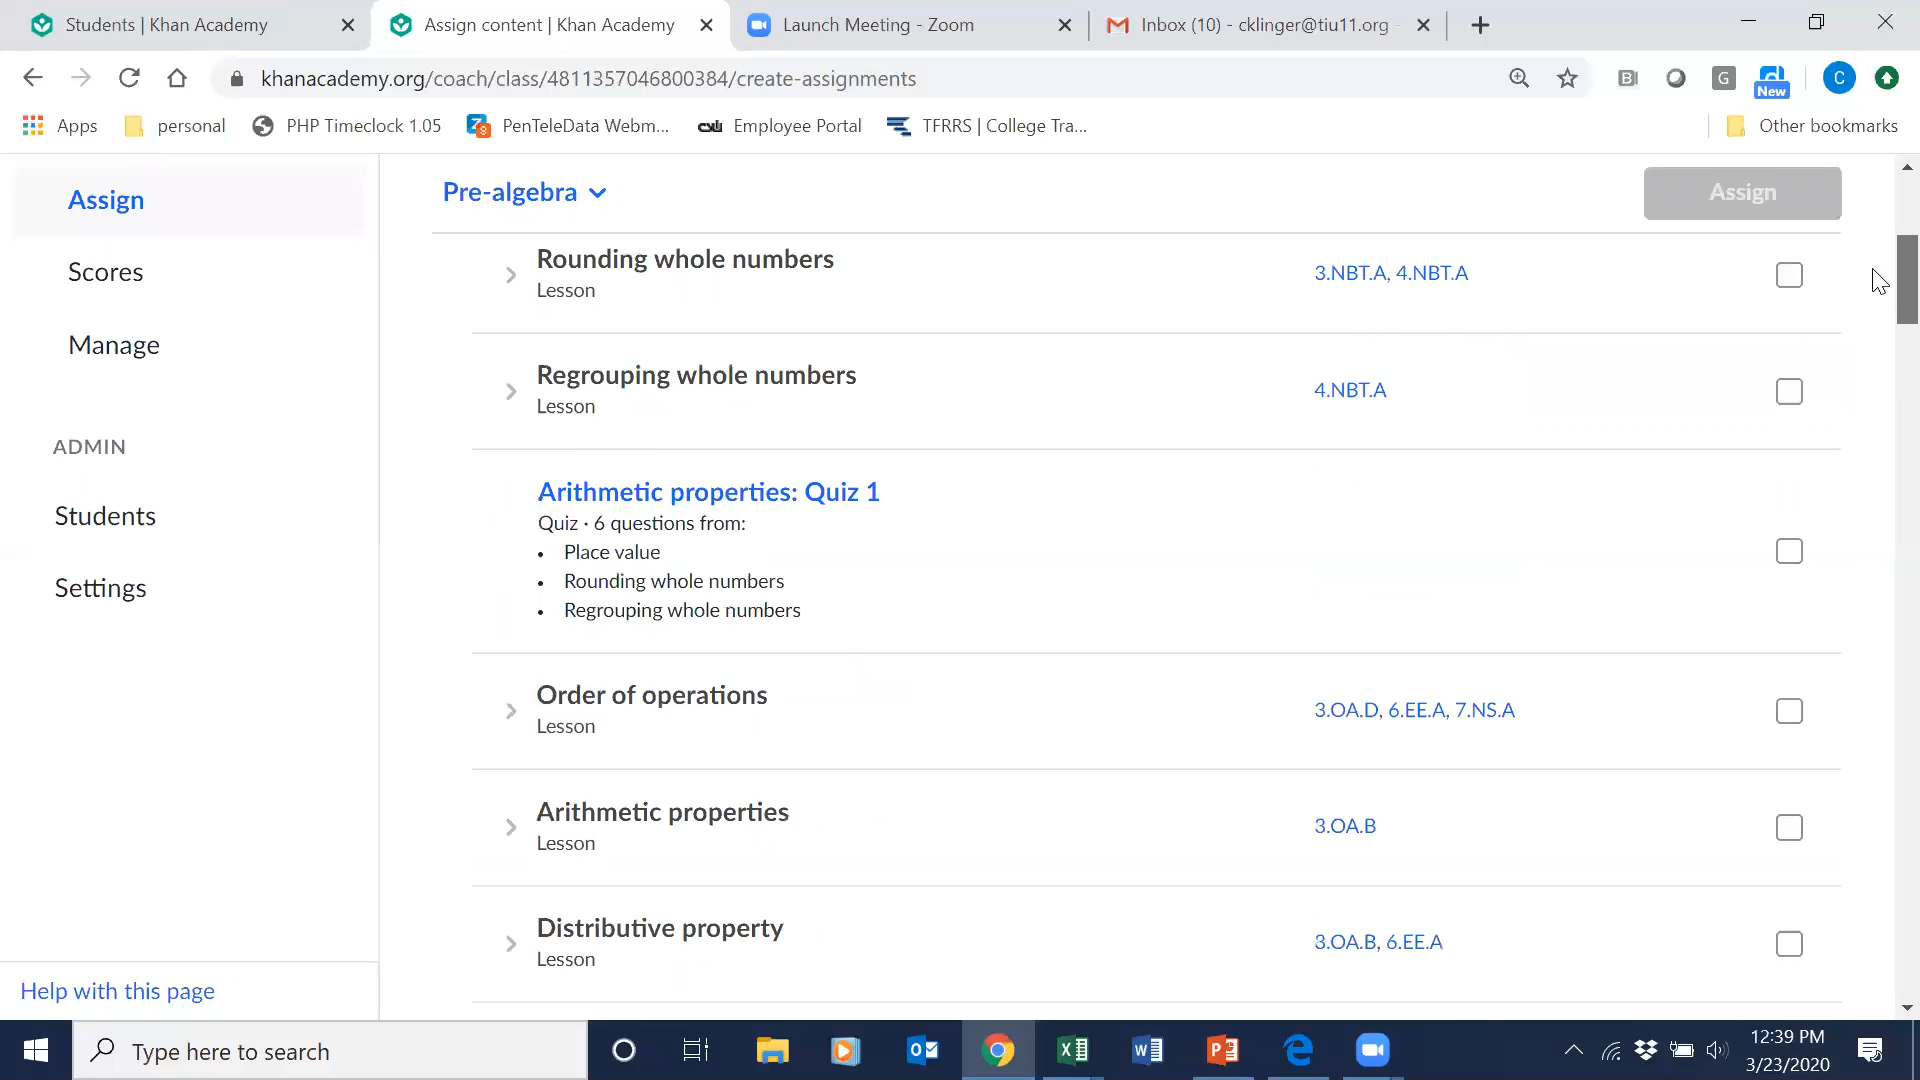 Students | Khan Academy
Assign content | Khan Academy
Launch Meeting - Zoom
Inbox (10) - cklinger@tiu11.org -
khanacademy.org/coach/class/4811357046800384/create-assignments
G
New
C
Apps
personal
PHP Timeclock 1.05
PenTeleData Webm...
Employee Portal
TFRRS | College Tra...
Other bookmarks
Assign
Scores
Manage
ADMIN
Students
Settings
Help with this page
Pre-algebra
Assign
Rounding whole numbers
Lesson
3.NBT.A, 4.NBT.A
Regrouping whole numbers
Lesson
4.NBT.A
Arithmetic properties: Quiz 1
Quiz · 6 questions from:
• Place value
• Rounding whole numbers
• Regrouping whole numbers
Order of operations
Lesson
3.OA.D, 6.EE.A, 7.NS.A
Arithmetic properties
Lesson
3.OA.B
Distributive property
Lesson
3.OA.B, 6.EE.A
Type here to search
12:39 PM
3/23/2020